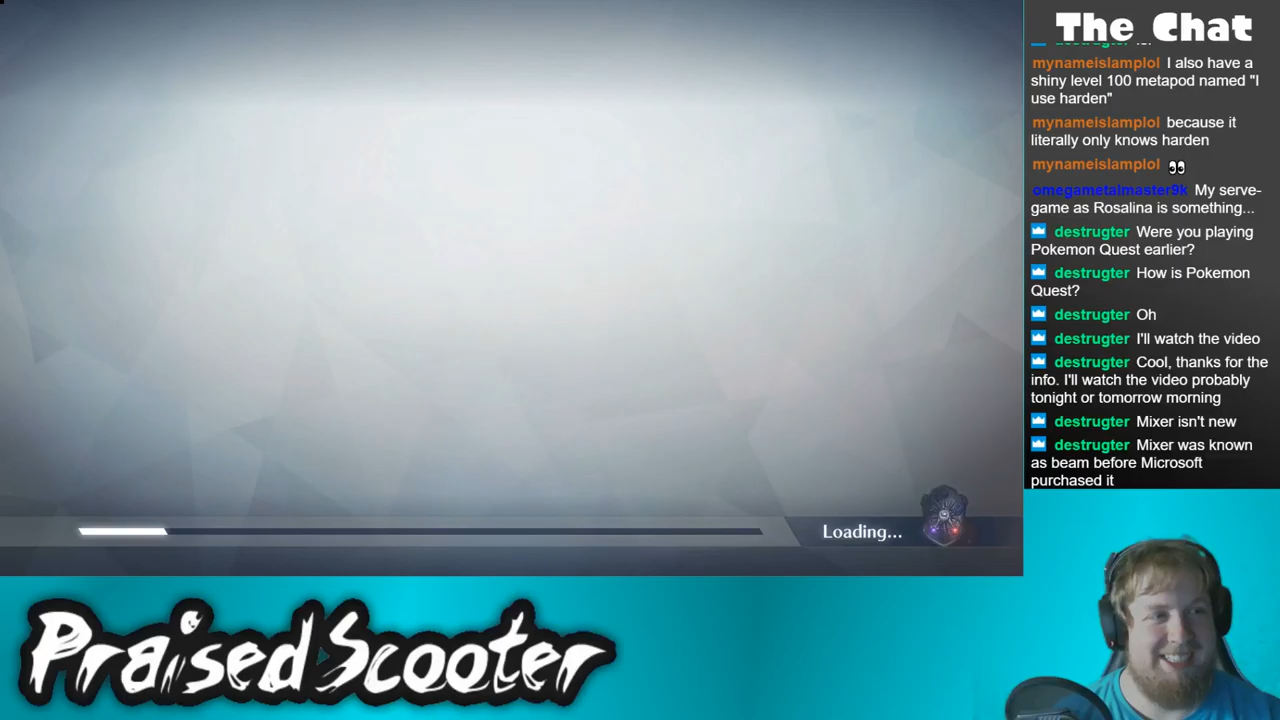 The Chat
mynameislamplol I also have a
shiny level 100 metapod named "I
use harden"
mynameislamplol because it
literally only knows harden
mynameislamplol
omegametalmaster9k My serve-
game as Rosalina is something...
destrugter Were you playing
Pokemon Quest earlier?
destrugter How is Pokemon
Quest?
destrugter Oh
destrugter I'll watch the video
destrugter Cool, thanks for the
info. I'll watch the video probably
tonight or tomorrow morning
destrugter Mixer isn't new
destrugter Mixer was known
as beam before Microsoft
purchased it
Loading...
PraisedScooter